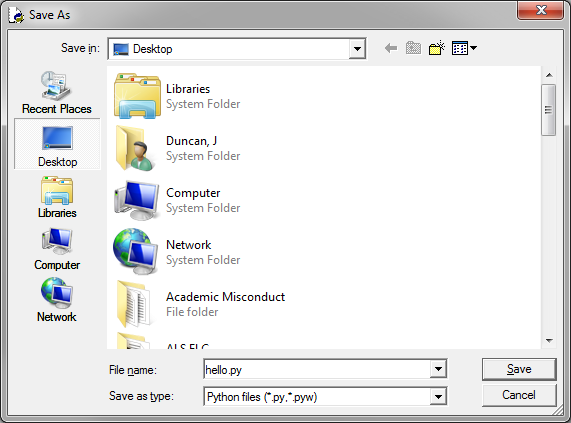 Save As
Save in:
Desktop
Recent Places
Desktop
Libraries
Computer
Network
Libraries
System Folder
Duncan, J
System Folder
Computer
System Folder
Network
System Folder
Academic Misconduct
File folder
File name:
hello.py
Save
Save as type:
Python files (*.py,*.pyw)
Cancel